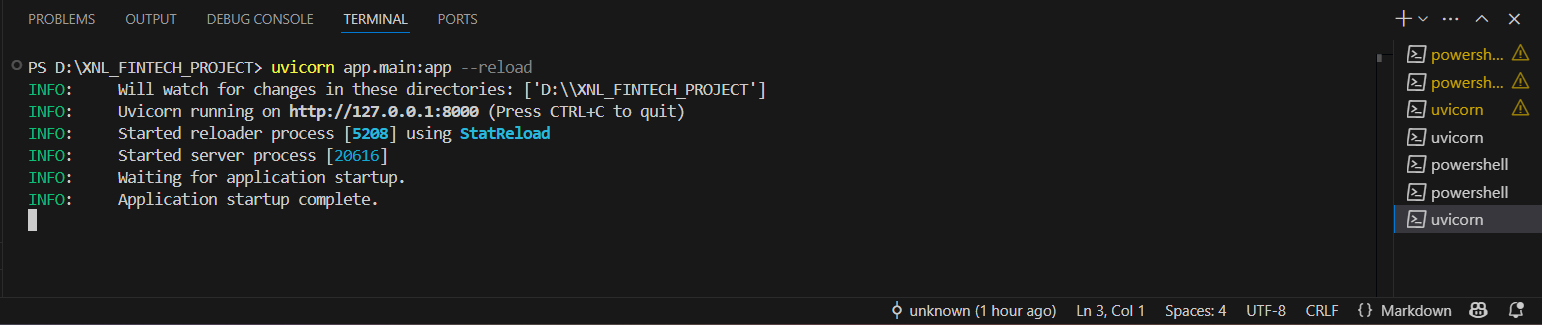 PROBLEMS OUTPUT DEBUG CONSOLE TERMINAL PORTS
PS D:\XNL_FINTECH_PROJECT> uvicorn app.main:app --reload
INFO: Will watch for changes in these directories: ['D:\\XNL_FINTECH_PROJECT']
INFO: Uvicorn running on http://127.0.0.1:8000 (Press CTRL+C to quit)
INFO: Started reloader process [5208] using StatReload
INFO: Started server process [20616]
INFO: Waiting for application startup.
INFO: Application startup complete.
powersh...
powersh...
uvicorn
uvicorn
powershell
powershell
uvicorn
unknown (1 hour ago) Ln 3, Col 1 Spaces: 4 UTF-8 CRLF {} Markdown